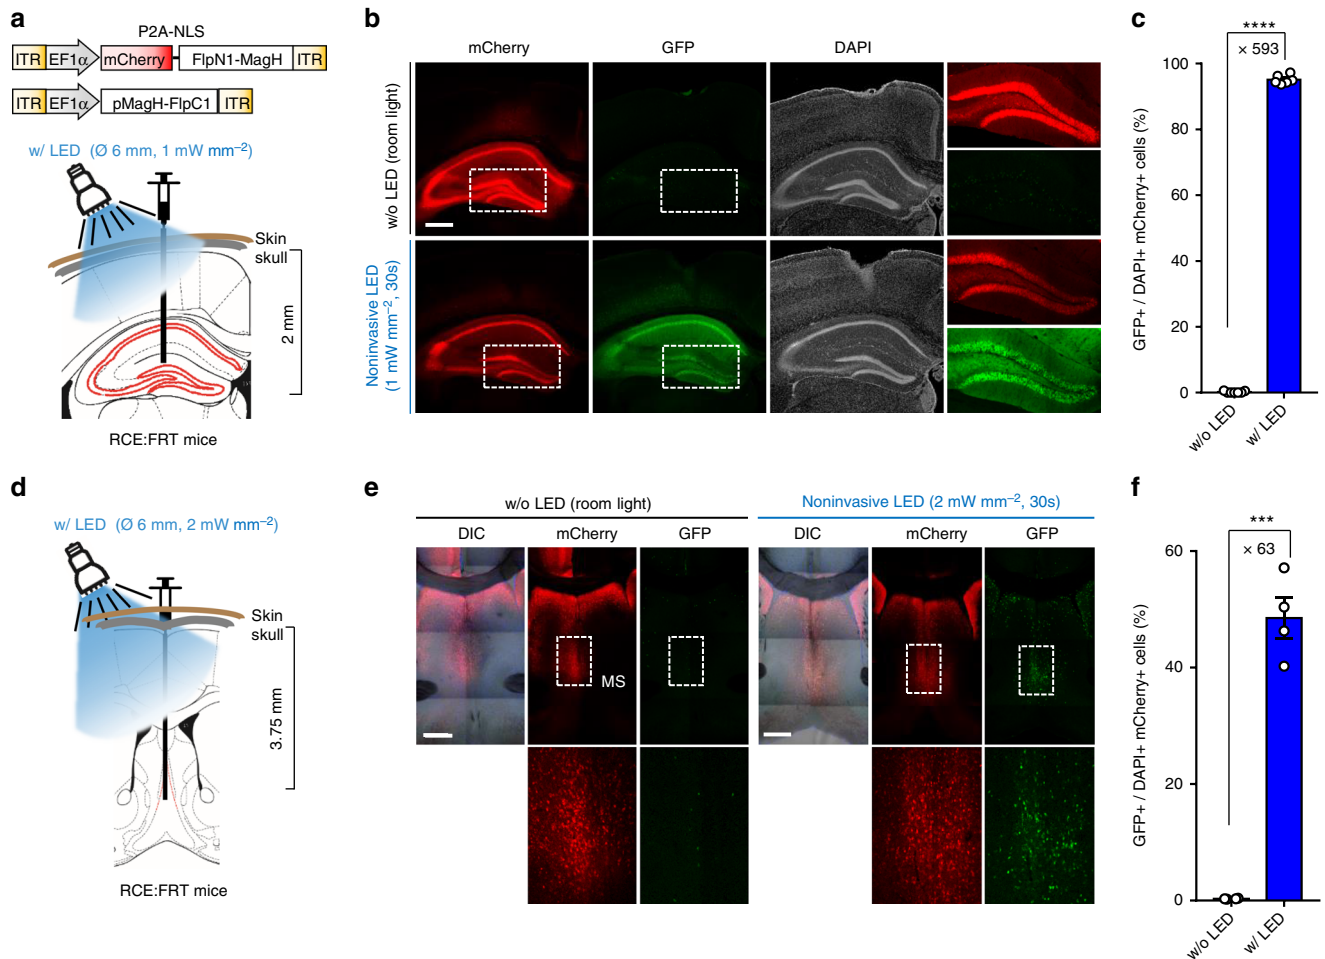 a
P2A-NLS
ITR EF1α mCherry FlpN1-MagH ITR
ITR EF1α pMagH-FlpC1 ITR
w/ LED (Ø 6 mm, 1 mW mm⁻²)
Skin
skull
2 mm
RCE:FRT mice
b
mCherry GFP DAPI
w/o LED (room light)
Noninvasive LED
(1 mW mm⁻², 30s)
c
****
× 593
GFP+ / DAPI+ mCherry+ cells (%)
100
80
60
40
20
0
w/o LED
w/ LED
d
w/ LED (Ø 6 mm, 2 mW mm⁻²)
Skin
skull
3.75 mm
RCE:FRT mice
e
w/o LED (room light) Noninvasive LED (2 mW mm⁻², 30s)
DIC mCherry GFP DIC mCherry GFP
MS
f
***
× 63
GFP+ / DAPI+ mCherry+ cells (%)
60
40
20
0
w/o LED
w/ LED